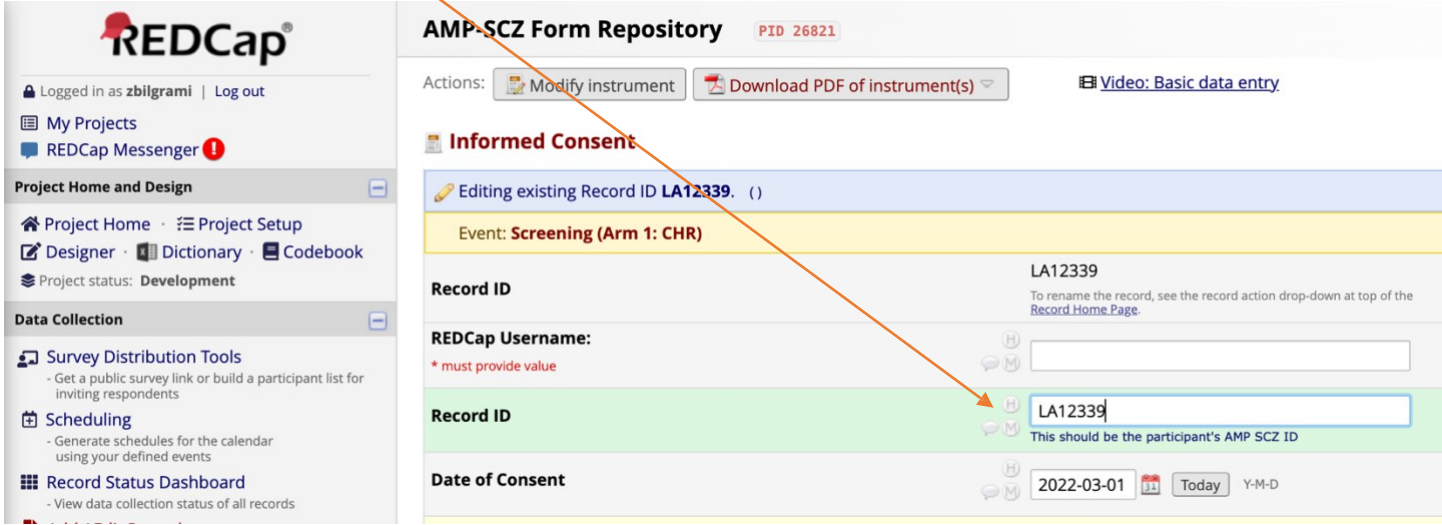 REDCap®
Logged in as zbilgrami | Log out
My Projects
REDCap Messenger
Project Home and Design
Project Home · Project Setup
Designer · Dictionary · Codebook
Project status: Development
Data Collection
Survey Distribution Tools
- Get a public survey link or build a participant list for
inviting respondents
Scheduling
- Generate schedules for the calendar
using your defined events
Record Status Dashboard
- View data collection status of all records
AMP-SCZ Form Repository PID 26821
Actions: Modify instrument Download PDF of instrument(s) Video: Basic data entry
Informed Consent
Editing existing Record ID LA12339. ()
Event: Screening (Arm 1: CHR)
Record ID
LA12339
To rename the record, see the record action drop-down at top of the
Record Home Page.
REDCap Username:
* must provide value
H
M
Record ID
H
M
LA12339
This should be the participant's AMP SCZ ID
Date of Consent
H
M
2022-03-01 31 Today Y-M-D